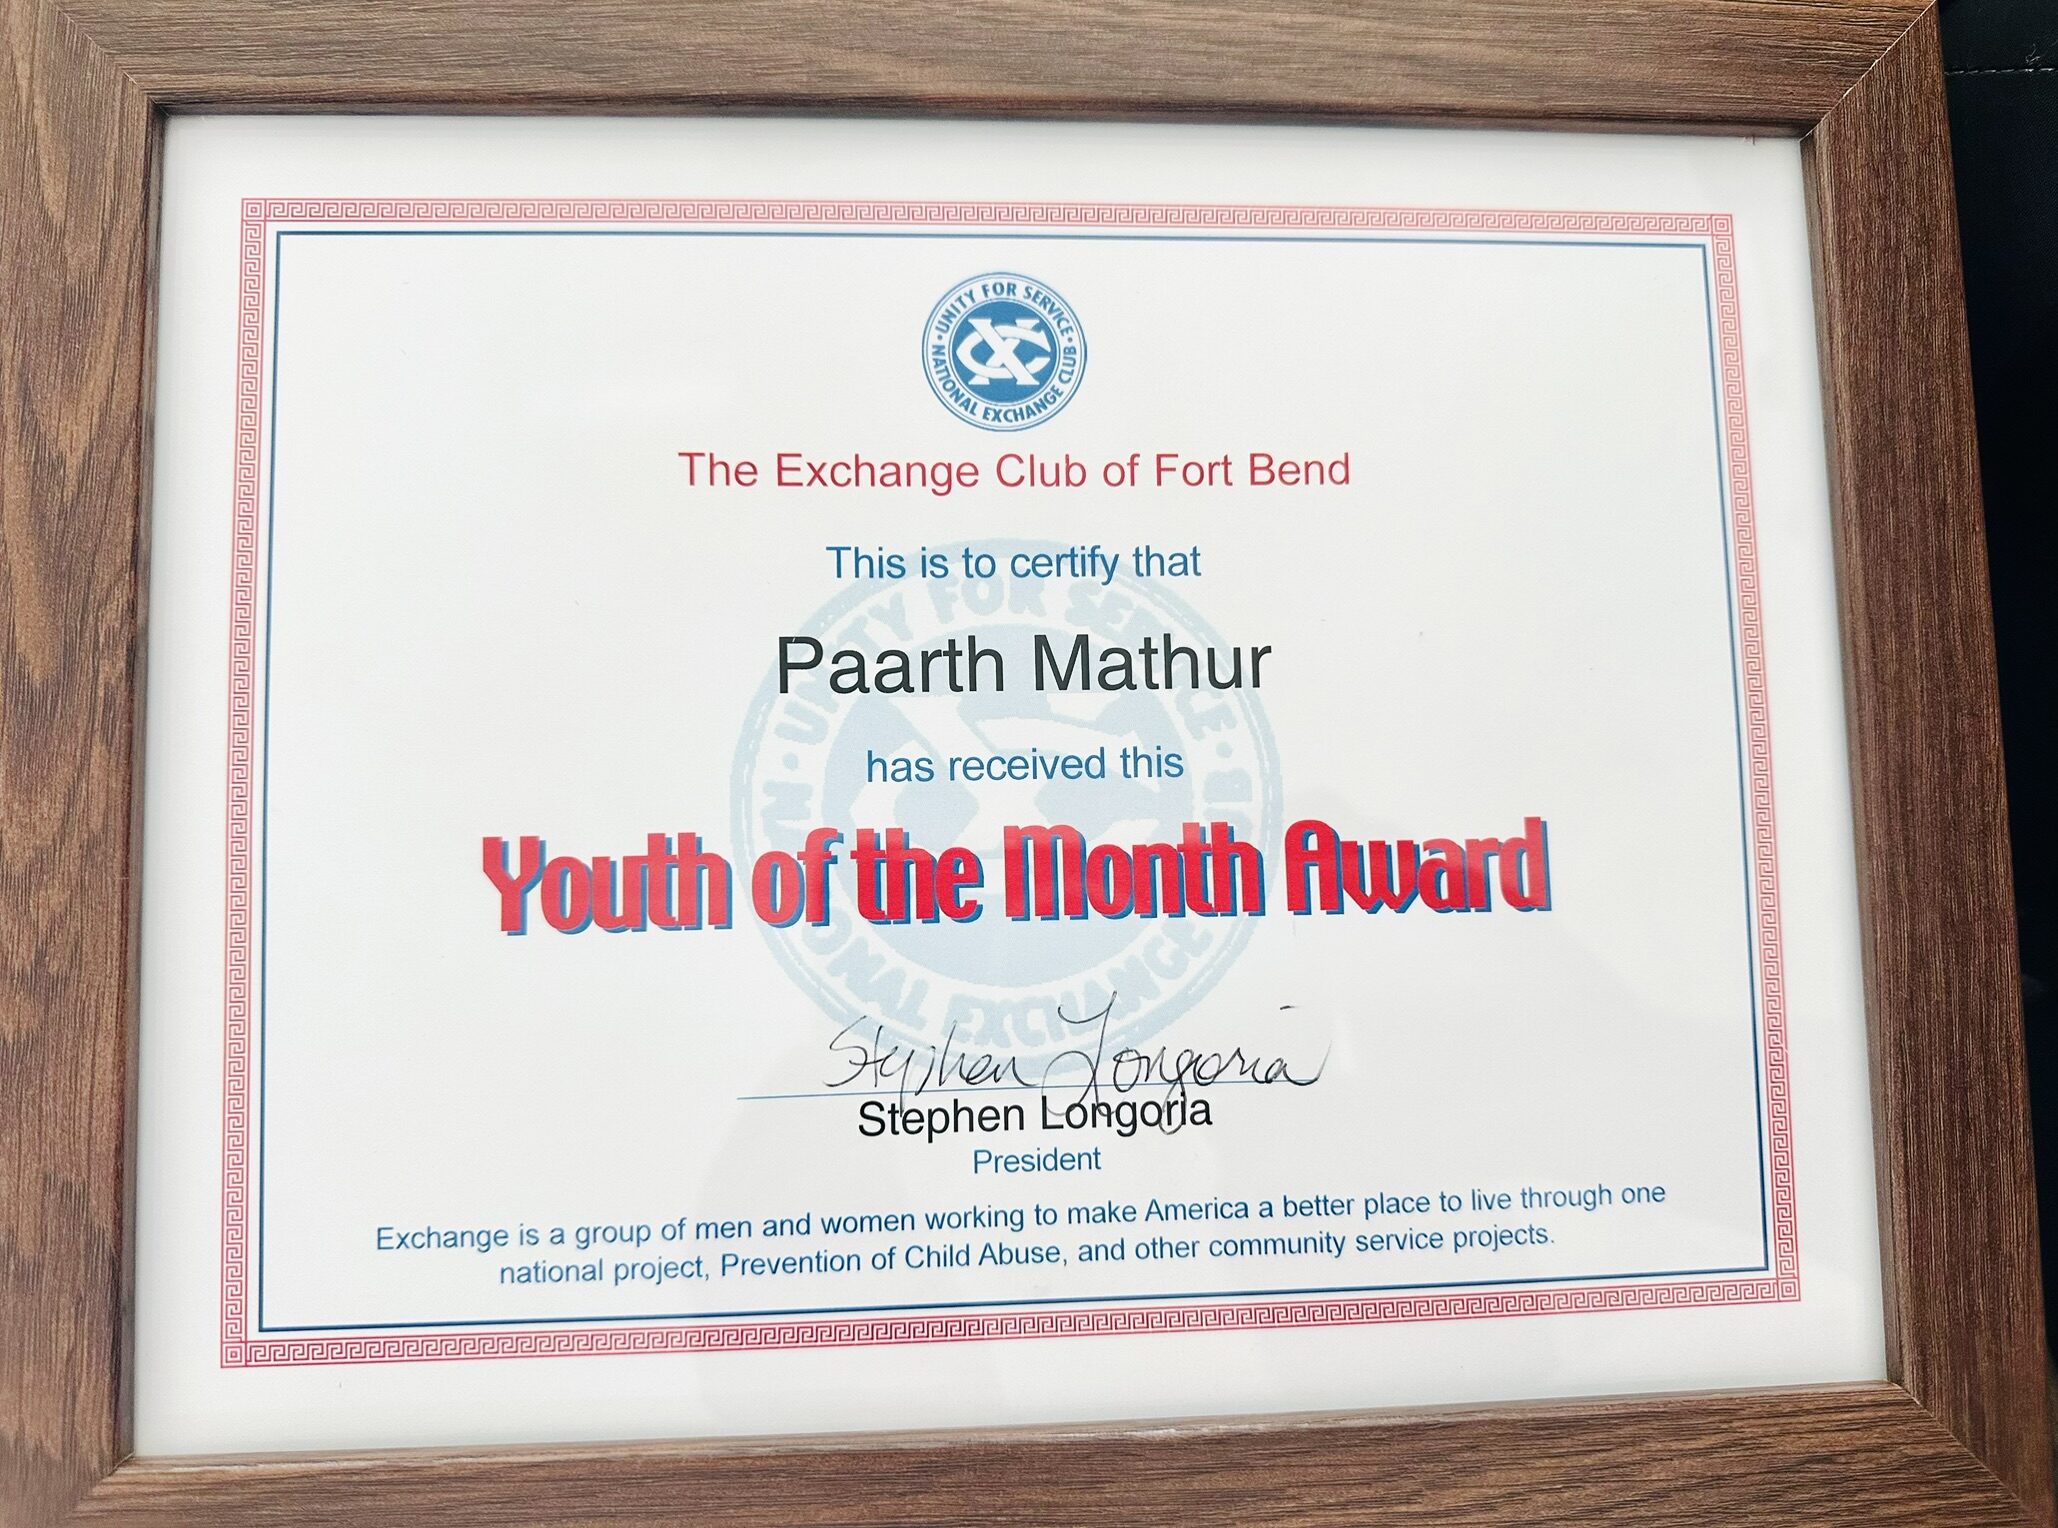 UNITY FOR SERVICE
NATIONAL EXCHANGE CLUB
The Exchange Club of Fort Bend
This is to certify that
Paarth Mathur
has received this
Youth of the Month Award
Stephen Longoria
Stephen Longoria
President
Exchange is a group of men and women working to make America a better place to live through one
national project, Prevention of Child Abuse, and other community service projects.